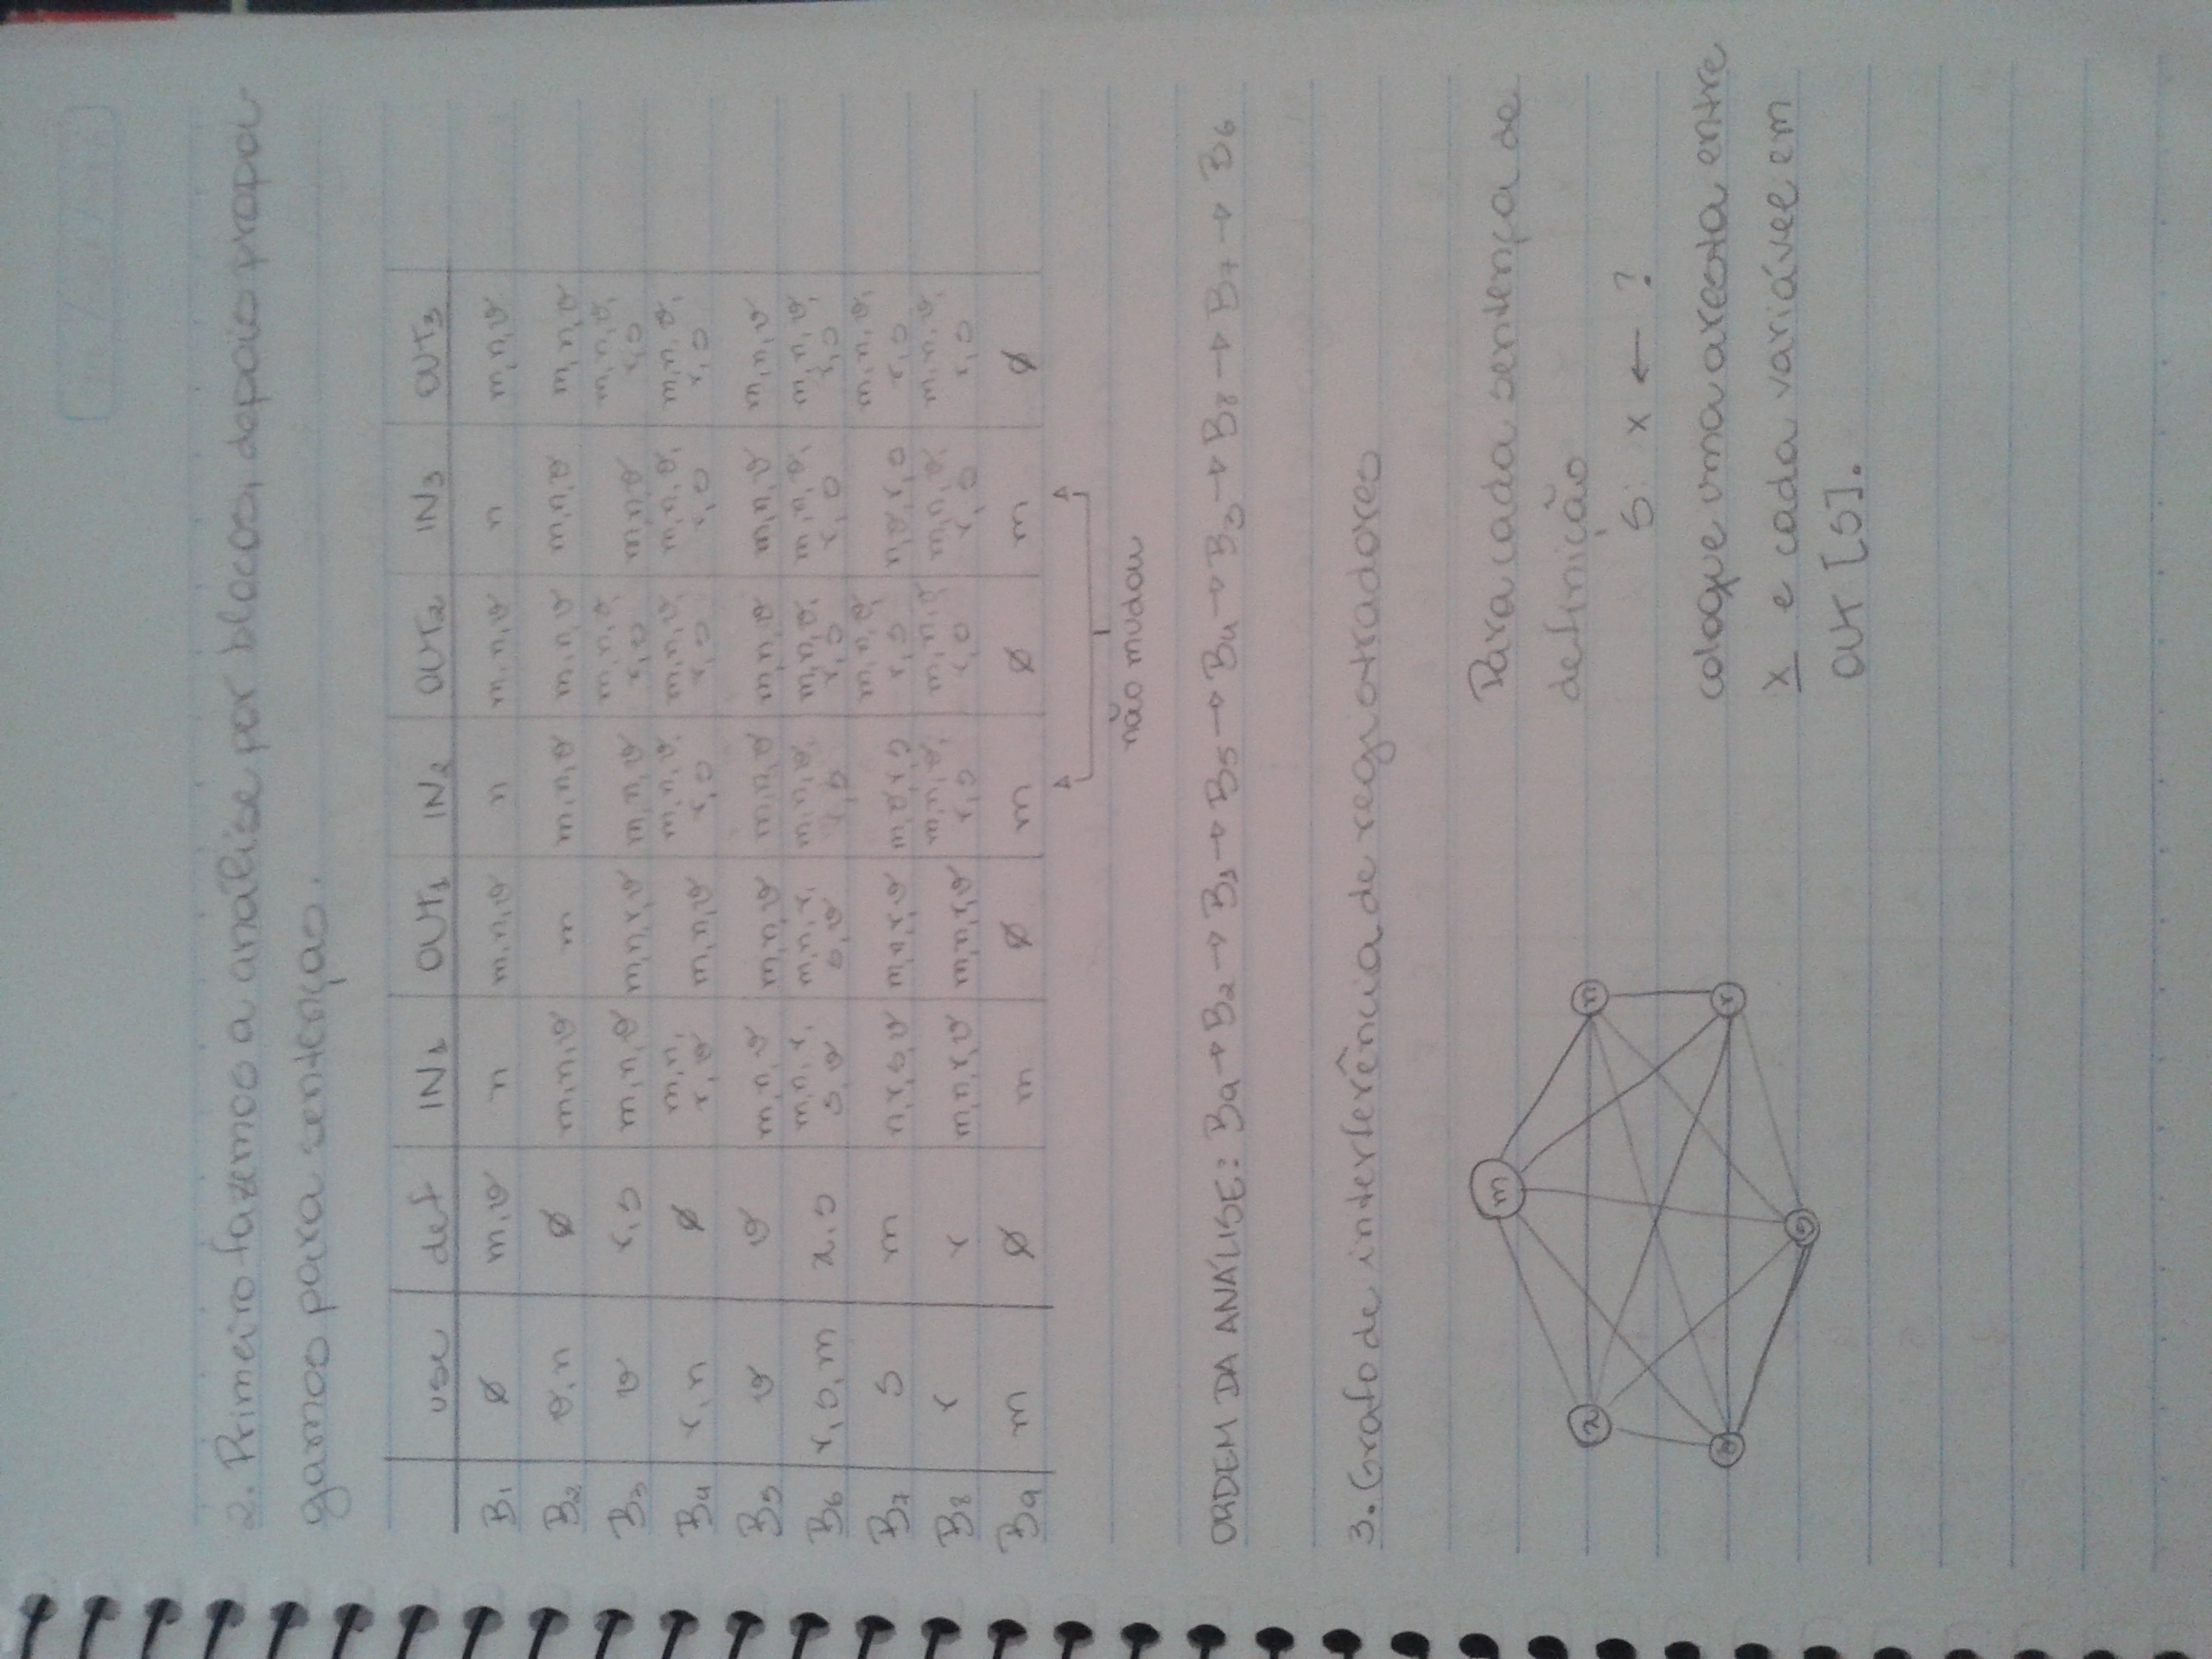 2. Primeiro fazemos a análise por blocos, depois propa-
gamos para sentenças.
use def IN1 OUT1 IN2 OUT2 IN3 OUT3
B1 ∅ m,v n m,n,v n m,n,v n m,n,v
B2 v,n ∅ m,n,v m m,n,v m,n,v m,n,v m,n,v
B3 v r,s m,n,v m,n,r,v m,n,v m,n,v,r,s m,n,v m,n,v,r,s
B4 r,n ∅ m,n,r,v m,n,v m,n,v,r,s m,n,v,r,s m,n,v,r,s m,n,v,r,s
B5 v v m,n,v m,n,v m,n,v m,n,v m,n,v m,n,v
B6 r,s,m x,s m,n,r,s,v m,n,r,s,v m,n,v,r,s m,n,v,r,s m,n,v,r,s m,n,v,r,s
B7 s m n,r,s,v m,n,r,v m,v,r,s m,n,v,r,s n,v,r,s m,n,v,r,s
B8 r r m,n,r,v m,n,r,v m,n,v,r,s m,n,v,r,s m,n,v,r,s m,n,v,r,s
B9 m ∅ m ∅ m ∅ m ∅
não mudou
ORDEM DA ANÁLISE: B9 → B2 → B1 → B5 → B4 → B3 → B8 → B7 → B6
3. Grafo de interferência de registradores
m
x n
v r
s
Para cada sentença de
definição
S: x ← ?
coloque uma aresta entre
x e cada variável em
out [S].